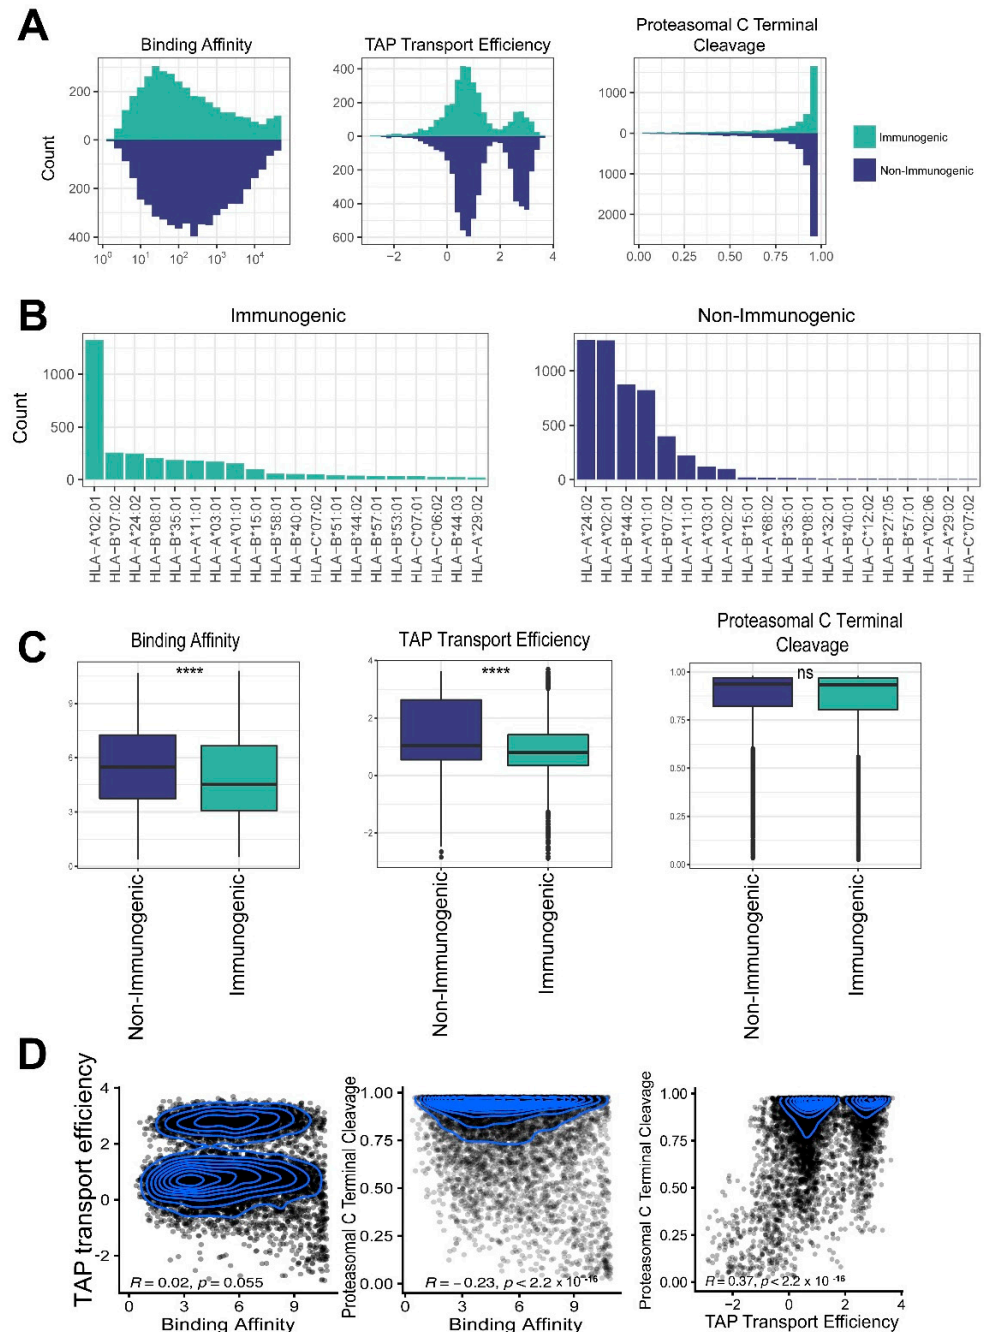 A
Binding Affinity
TAP Transport Efficiency
Proteasomal C Terminal
Cleavage
Count
200
0
200
400
10⁰ 10¹ 10² 10³ 10⁴
400
200
0
200
400
600
−2 0 2 4
1000
0
1000
2000
0.00 0.25 0.50 0.75 1.00
Immunogenic
Non-Immunogenic
B
Immunogenic
Count
1000
500
0
HLA−A*02:01
HLA−B*07:02
HLA−A*24:02
HLA−B*08:01
HLA−B*35:01
HLA−A*11:01
HLA−A*03:01
HLA−A*01:01
HLA−B*15:01
HLA−B*58:01
HLA−B*40:01
HLA−C*07:02
HLA−B*51:01
HLA−B*44:02
HLA−B*57:01
HLA−B*53:01
HLA−C*07:01
HLA−C*06:02
HLA−B*44:03
HLA−A*29:02
Non-Immunogenic
1000
500
0
HLA−A*24:02
HLA−A*02:01
HLA−B*44:02
HLA−A*01:01
HLA−B*07:02
HLA−A*11:01
HLA−A*03:01
HLA−A*02:02
HLA−B*15:01
HLA−A*68:02
HLA−B*35:01
HLA−B*08:01
HLA−A*32:01
HLA−B*40:01
HLA−C*12:02
HLA−B*27:05
HLA−B*57:01
HLA−A*02:06
HLA−A*29:02
HLA−C*07:02
C
Binding Affinity
****
9
6
3
0
Non-Immunogenic
Immunogenic
TAP Transport Efficiency
****
4
2
0
−2
Non-Immunogenic
Immunogenic
Proteasomal C Terminal
Cleavage
ns
1.00
0.75
0.50
0.25
0.00
Non-Immunogenic
Immunogenic
D
TAP transport efficiency
4
2
0
−2
R = 0.02, p = 0.055
0 3 6 9
Binding Affinity
Proteasomal C Terminal Cleavage
1.00
0.75
0.50
0.25
0.00
R = − 0.23, p < 2.2 x 10 ⁻¹⁶
0 3 6 9
Binding Affinity
Proteasomal C Terminal Cleavage
1.00
0.75
0.50
0.25
0.00
R = 0.37, p < 2.2 x 10 ⁻¹⁶
−2 0 2 4
TAP Transport Efficiency